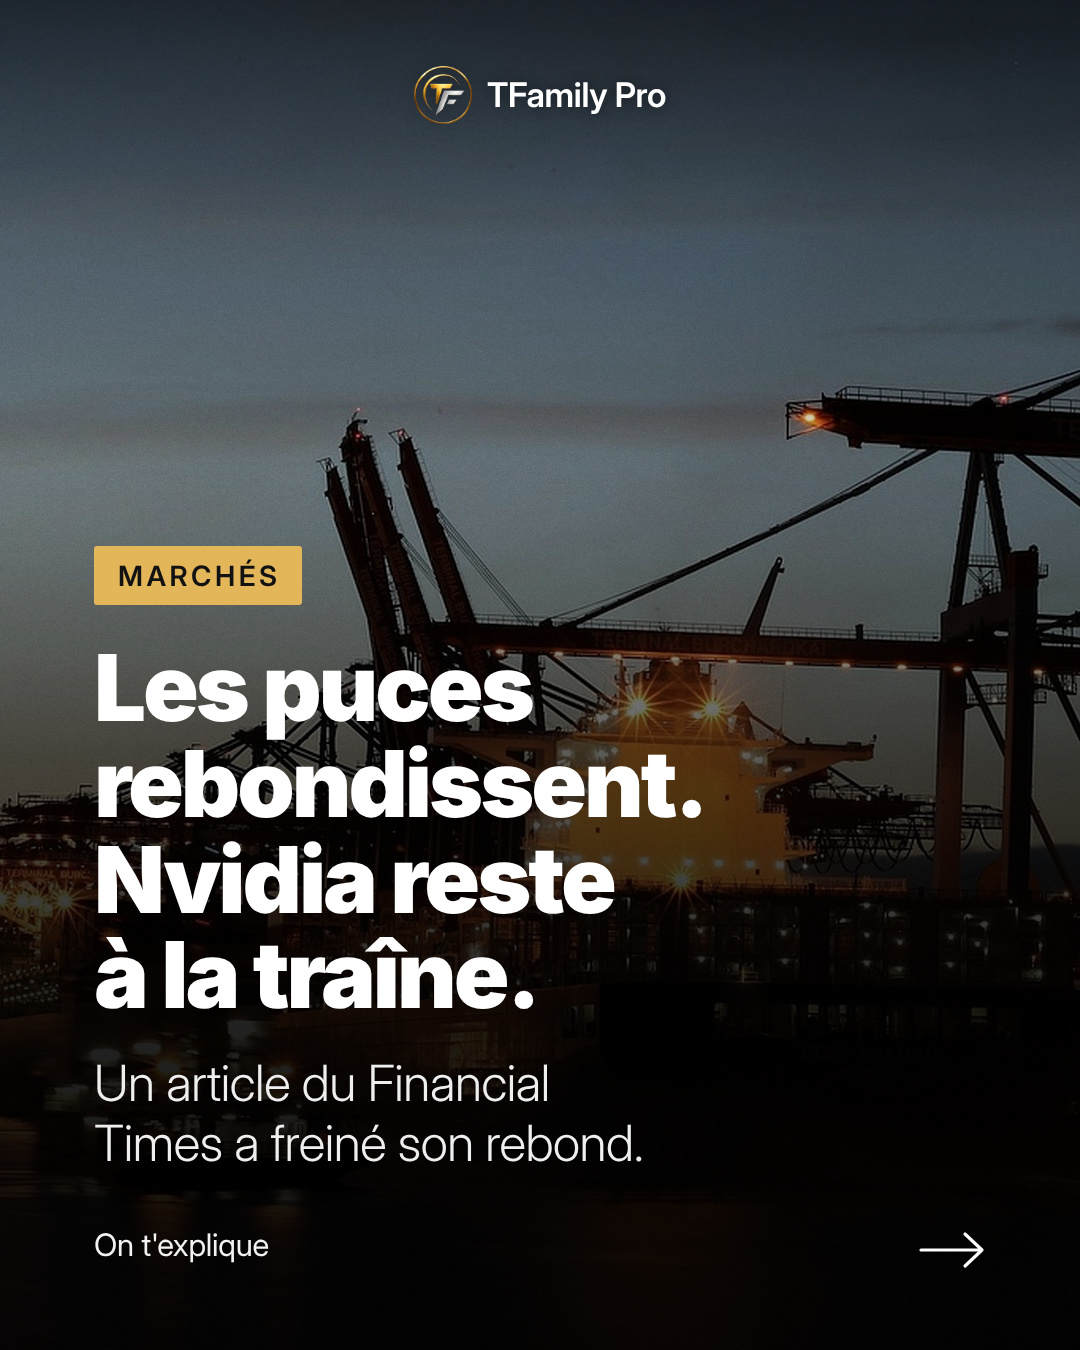 TF TFamily Pro
MARCHÉS
Les puces
rebondissent.
Nvidia reste
à la traîne.
Un article du Financial
Times a freiné son rebond.
On t'explique